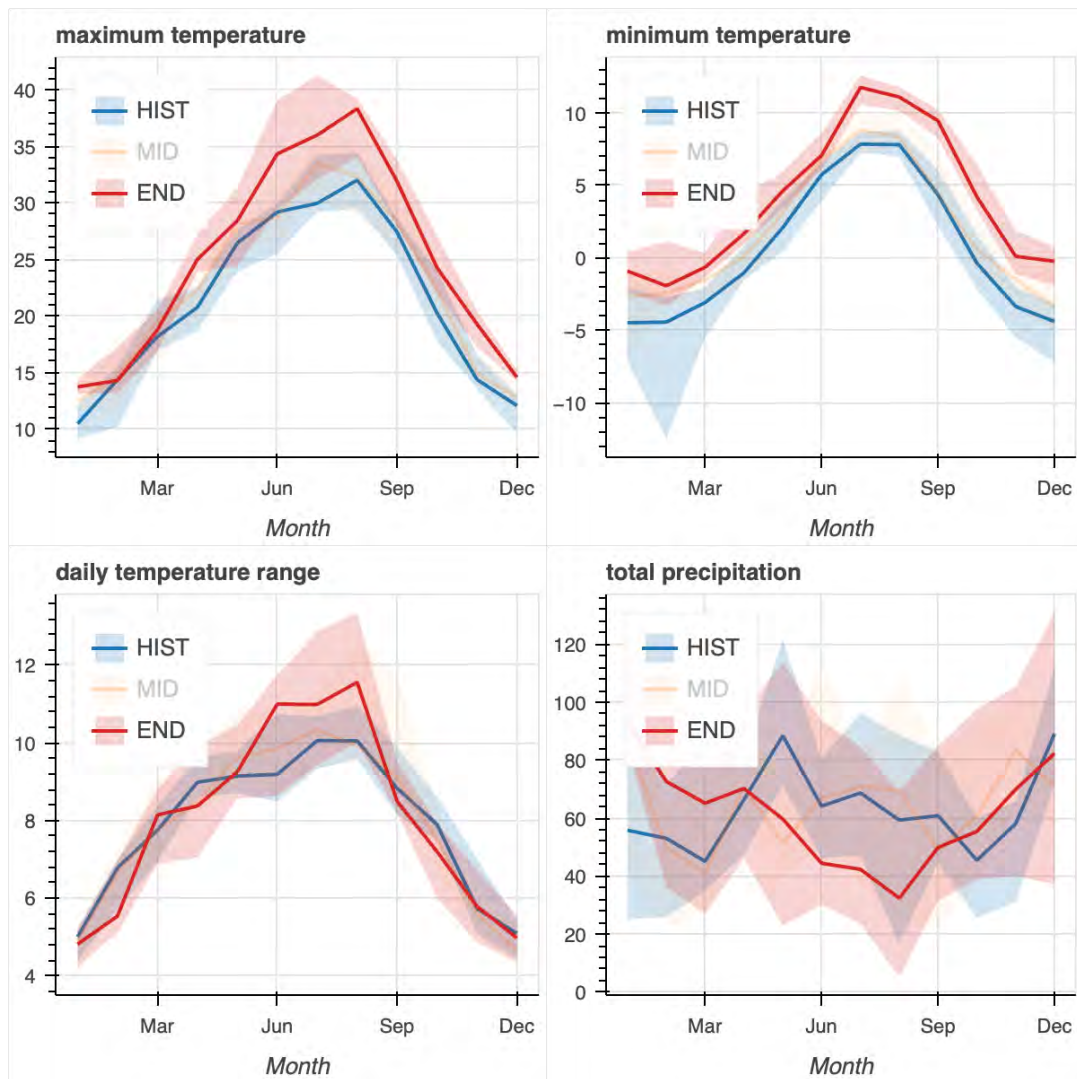 maximum temperature
HIST
MID
END
40
35
30
25
20
15
10
Mar Jun Sep Dec
Month
minimum temperature
HIST
MID
END
10
5
0
−5
−10
Mar Jun Sep Dec
Month
daily temperature range
HIST
MID
END
12
10
8
6
4
Mar Jun Sep Dec
Month
total precipitation
HIST
MID
END
120
100
80
60
40
20
0
Mar Jun Sep Dec
Month